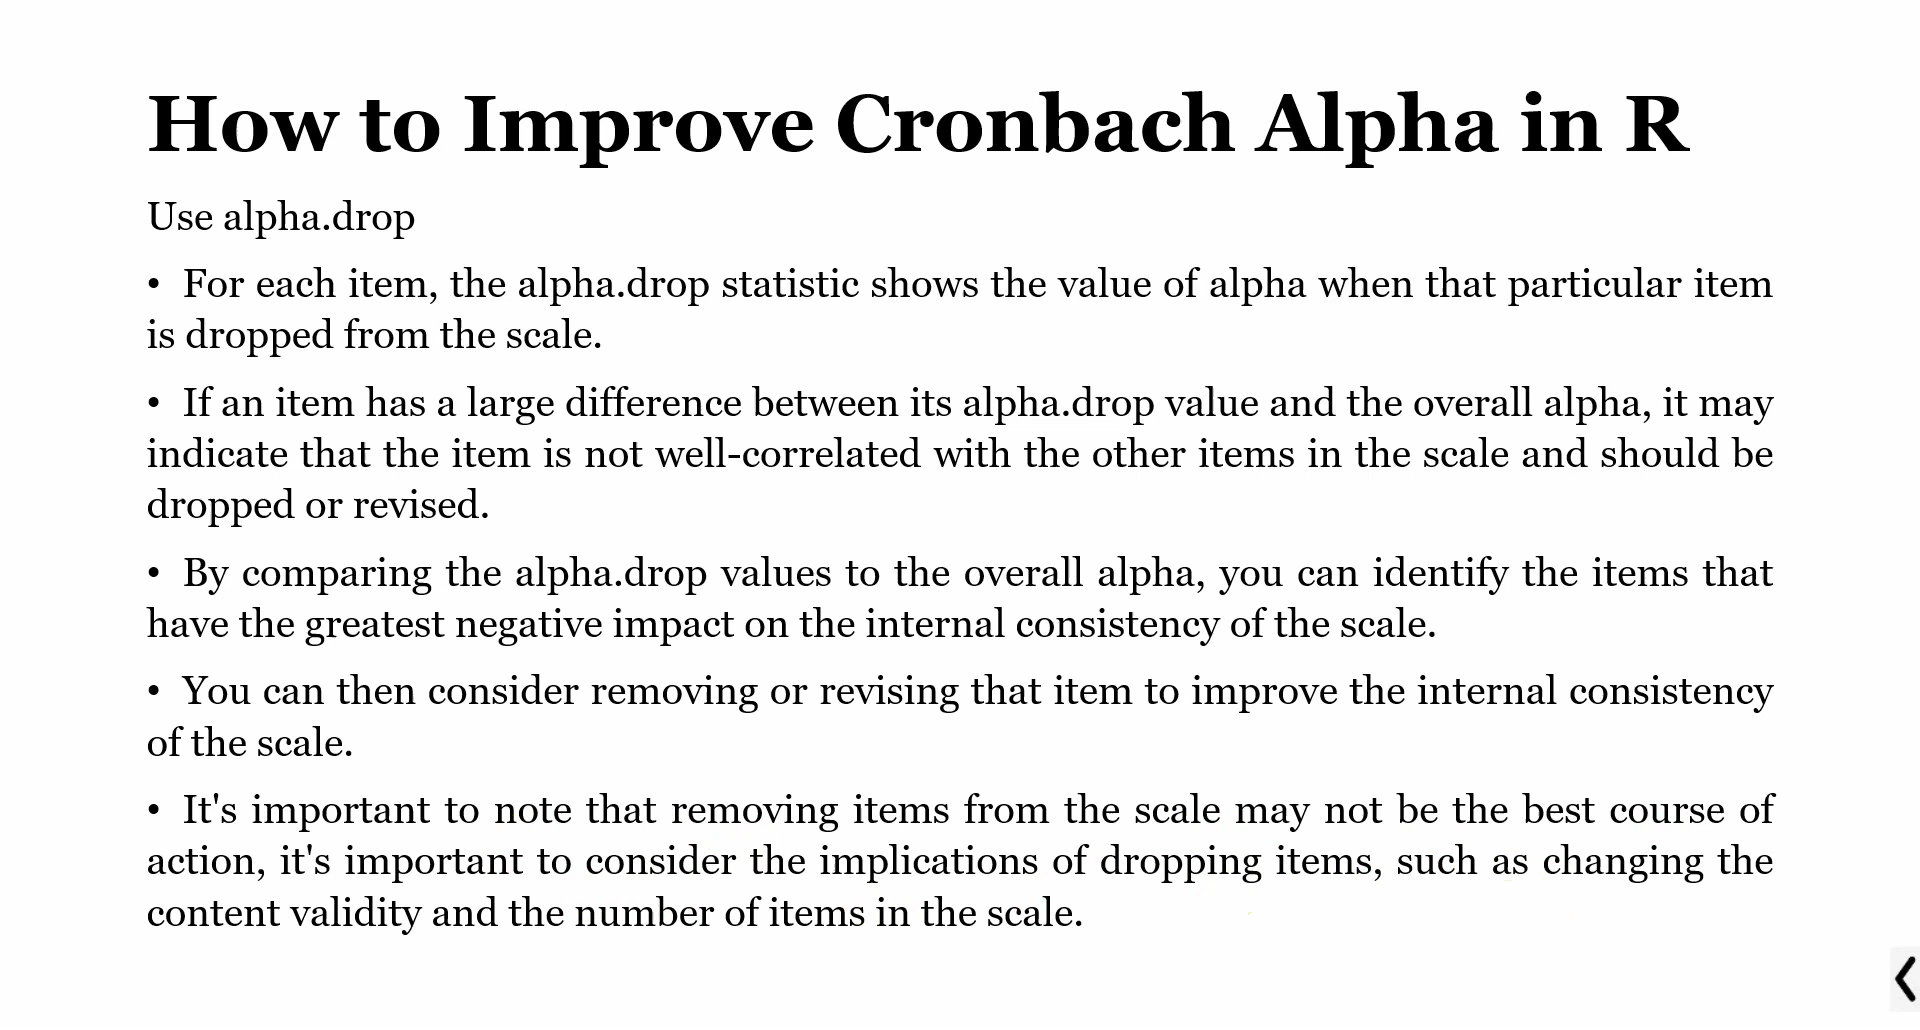 How to Improve Cronbach Alpha in R
Use alpha.drop
• For each item, the alpha.drop statistic shows the value of alpha when that particular item
is dropped from the scale.
• If an item has a large difference between its alpha.drop value and the overall alpha, it may
indicate that the item is not well-correlated with the other items in the scale and should be
dropped or revised.
• By comparing the alpha.drop values to the overall alpha, you can identify the items that
have the greatest negative impact on the internal consistency of the scale.
• You can then consider removing or revising that item to improve the internal consistency
of the scale.
• It's important to note that removing items from the scale may not be the best course of
action, it's important to consider the implications of dropping items, such as changing the
content validity and the number of items in the scale.